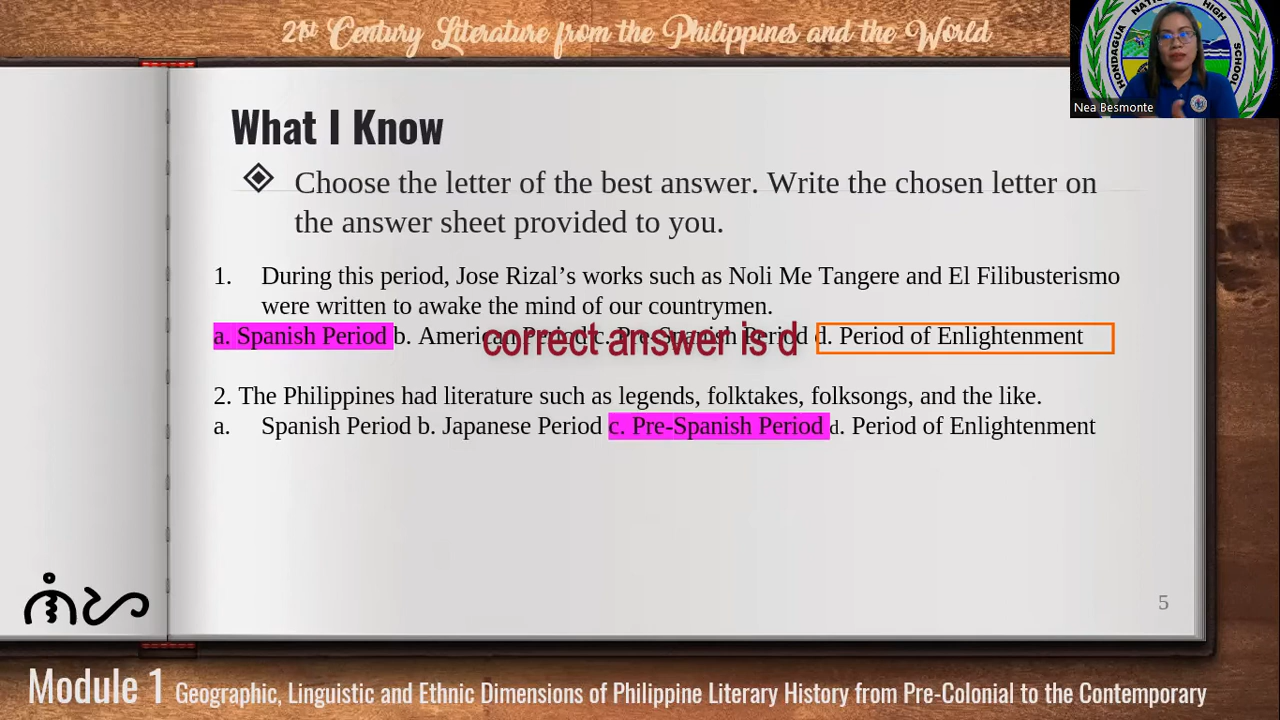 21st Century Literature from the Philippines and the World
HONDAGUA NATIONAL HIGH SCHOOL
Nea Besmonte
What I Know
Choose the letter of the best answer. Write the chosen letter on
the answer sheet provided to you.
1. During this period, Jose Rizal’s works such as Noli Me Tangere and El Filibusterismo
were written to awake the mind of our countrymen.
a. Spanish Period b. American Period c. Pre-Spanish Period d. Period of Enlightenment
correct answer is d
2. The Philippines had literature such as legends, folktakes, folksongs, and the like.
a. Spanish Period b. Japanese Period c. Pre-Spanish Period d. Period of Enlightenment
5
Module 1 Geographic, Linguistic and Ethnic Dimensions of Philippine Literary History from Pre-Colonial to the Contemporary